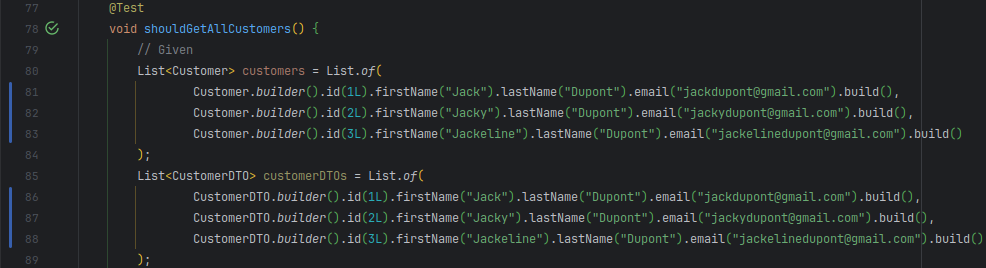 77 @Test
78 void shouldGetAllCustomers() {
79 // Given
80 List<Customer> customers = List.of(
81 Customer.builder().id(1L).firstName("Jack").lastName("Dupont").email("jackdupont@gmail.com").build(),
82 Customer.builder().id(2L).firstName("Jacky").lastName("Dupont").email("jackydupont@gmail.com").build(),
83 Customer.builder().id(3L).firstName("Jackeline").lastName("Dupont").email("jackelinedupont@gmail.com").build()
84 );
85 List<CustomerDTO> customerDTOs = List.of(
86 CustomerDTO.builder().id(1L).firstName("Jack").lastName("Dupont").email("jackdupont@gmail.com").build(),
87 CustomerDTO.builder().id(2L).firstName("Jacky").lastName("Dupont").email("jackydupont@gmail.com").build(),
88 CustomerDTO.builder().id(3L).firstName("Jackeline").lastName("Dupont").email("jackelinedupont@gmail.com").build()
89 );